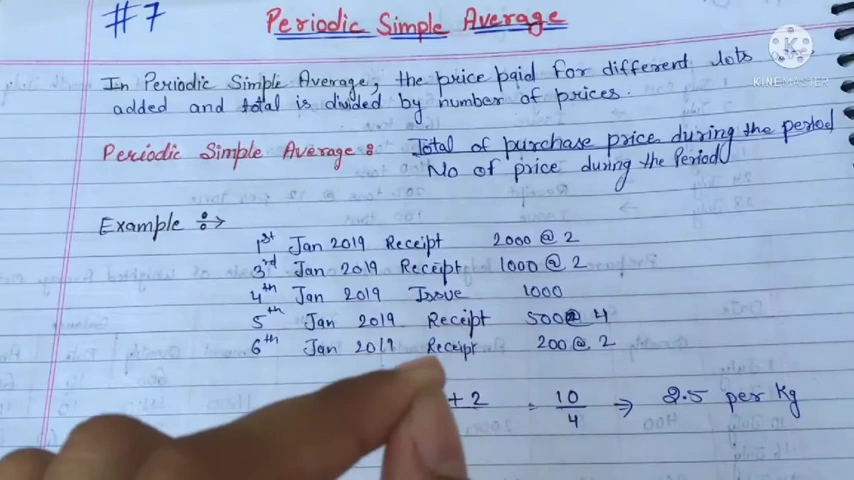 #7
Periodic Simple Average
KINEMASTER
In Periodic Simple Average, the price paid for different lots
added and total is divided by number of prices.
Periodic Simple Average : Total of purchase price during the period
No of price during the Period
Example
1st Jan 2019 Receipt 2000 @ 2
3rd Jan 2019 Receipt 1000 @ 2
4th Jan 2019 Issue 1000
5th Jan 2019 Receipt 500@ 4
6th Jan 2019 Receipt 200 @ 2
+ 2 = 10/4 ⇒ 2.5 per Kg